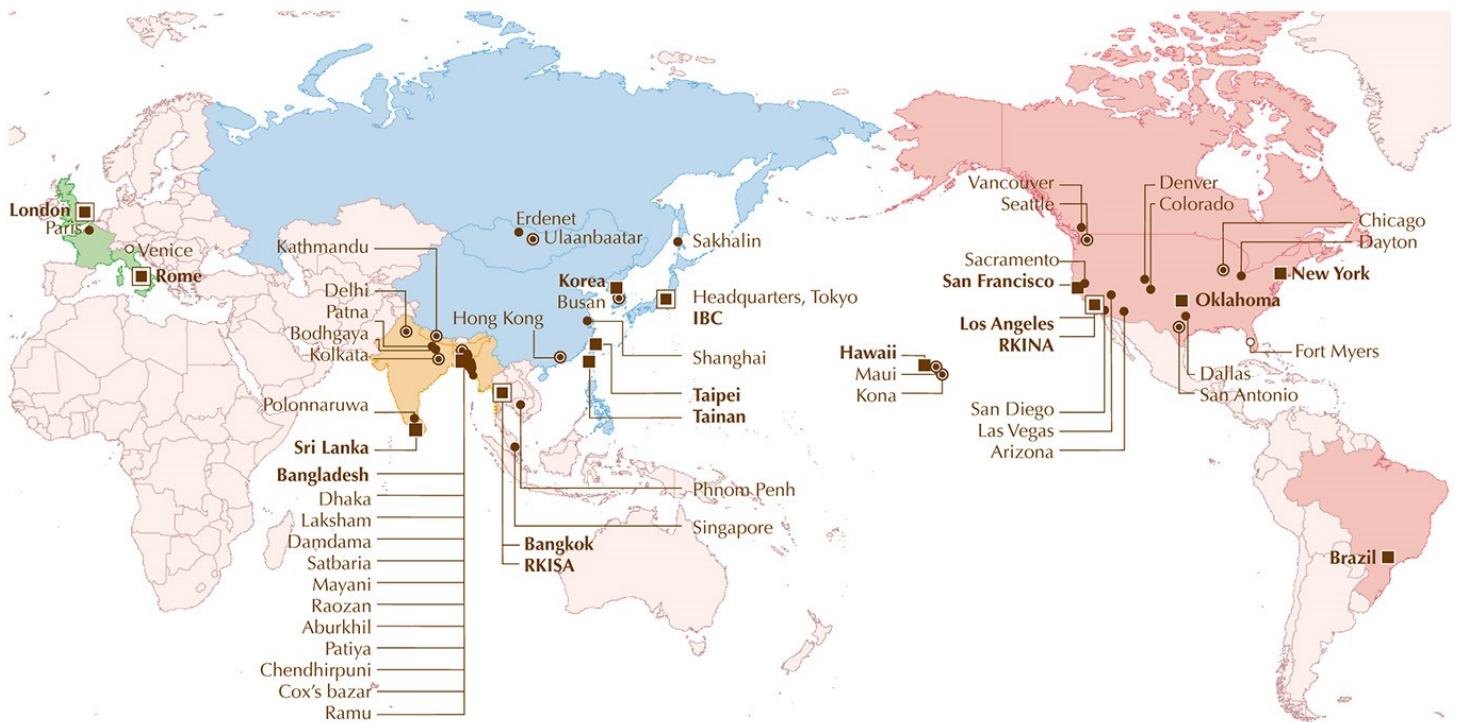 London
Paris
Venice
Rome
Kathmandu
Delhi
Patna
Bodhgaya
Kolkata
Polonnaruwa
Sri Lanka
Bangladesh
Dhaka
Laksham
Damdama
Satbaria
Mayani
Raozan
Aburkhil
Patiya
Chendhirpuni
Cox's bazar
Ramu
Erdenet
Ulaanbaatar
Sakhalin
Korea
Busan
Hong Kong
Headquarters, Tokyo
IBC
Shanghai
Taipei
Tainan
Phnom Penh
Singapore
Bangkok
RKISA
Hawaii
Maui
Kona
Vancouver
Seattle
Sacramento
San Francisco
Los Angeles
RKINA
San Diego
Las Vegas
Arizona
Denver
Colorado
Chicago
Dayton
New York
Oklahoma
Fort Myers
Dallas
San Antonio
Brazil